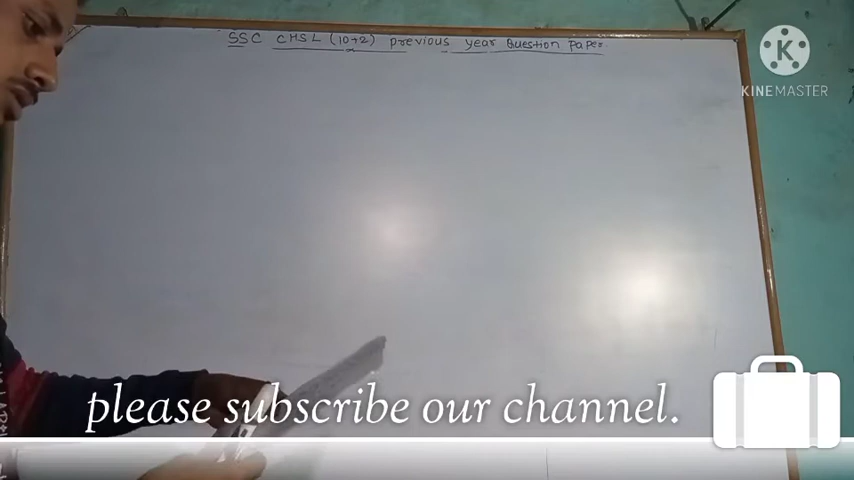 SSC CHSL (10+2) previous year Question Paper
KINEMASTER
please subscribe our channel.